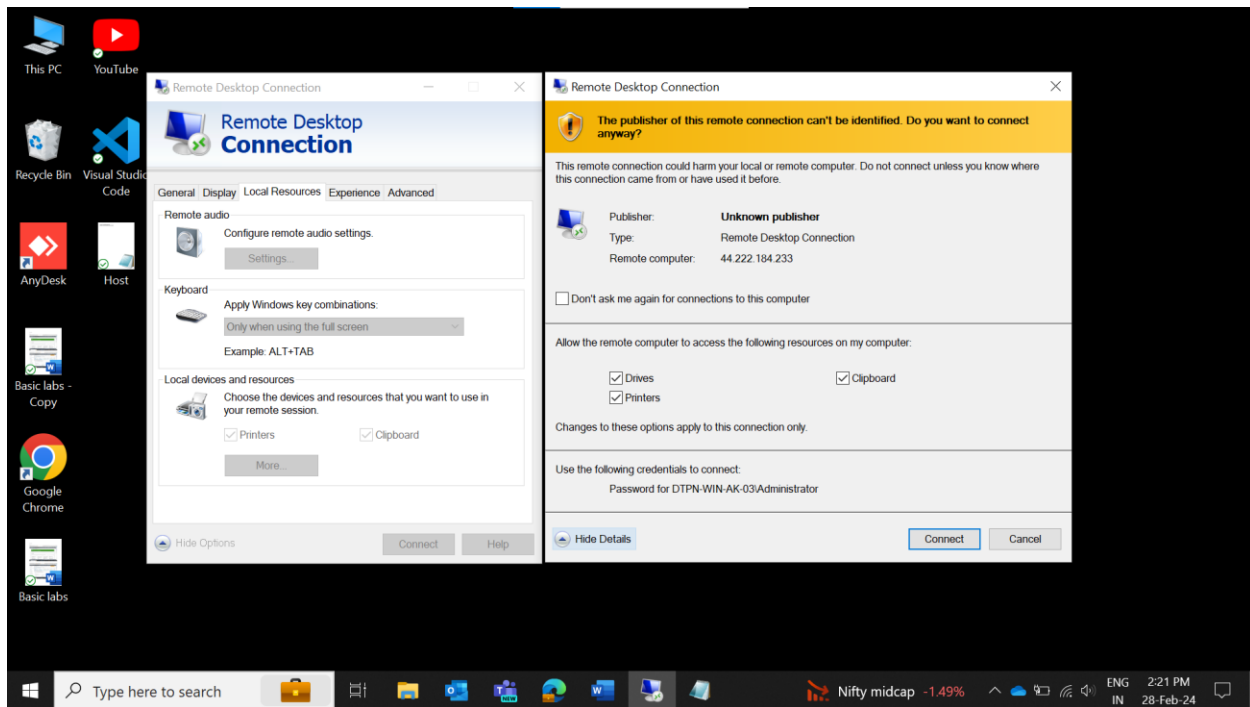 This PC
YouTube
Recycle Bin
Visual Studio
Code
AnyDesk
Host
Basic labs -
Copy
Google
Chrome
Basic labs
Remote Desktop Connection
Remote Desktop
Connection
General Display Local Resources Experience Advanced
Remote audio
Configure remote audio settings.
Settings...
Keyboard
Apply Windows key combinations:
Only when using the full screen
Example: ALT+TAB
Local devices and resources
Choose the devices and resources that you want to use in
your remote session.
Printers Clipboard
More...
Hide Options Connect Help
Remote Desktop Connection
The publisher of this remote connection can't be identified. Do you want to connect
anyway?
This remote connection could harm your local or remote computer. Do not connect unless you know where
this connection came from or have used it before.
Publisher: Unknown publisher
Type: Remote Desktop Connection
Remote computer: 44.222.184.233
Don't ask me again for connections to this computer
Allow the remote computer to access the following resources on my computer:
Drives Clipboard
Printers
Changes to these options apply to this connection only.
Use the following credentials to connect:
Password for DTPN-WIN-AK-03\Administrator
Hide Details Connect Cancel
Type here to search
NEW
Nifty midcap -1.49%
ENG
IN
2:21 PM
28-Feb-24